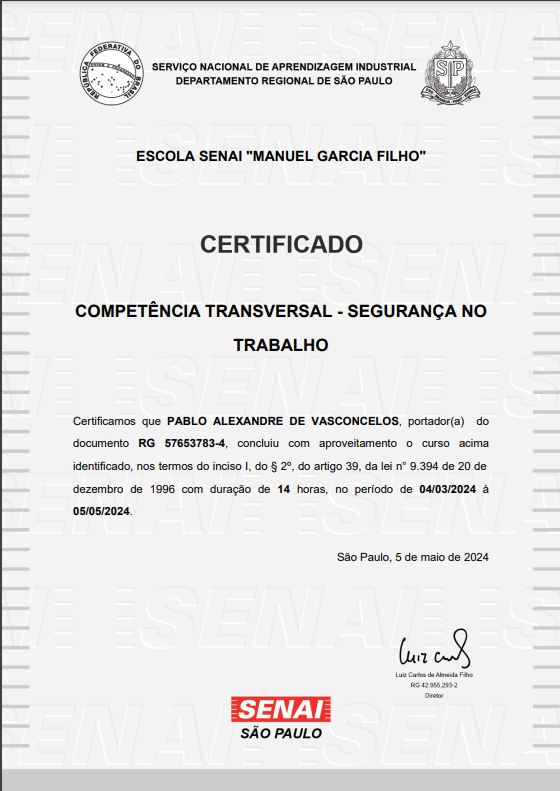 REPÚBLICA FEDERATIVA DO BRASIL
SERVIÇO NACIONAL DE APRENDIZAGEM INDUSTRIAL
DEPARTAMENTO REGIONAL DE SÃO PAULO
SP
ESCOLA SENAI "MANUEL GARCIA FILHO"
CERTIFICADO
COMPETÊNCIA TRANSVERSAL - SEGURANÇA NO
TRABALHO
Certificamos que PABLO ALEXANDRE DE VASCONCELOS, portador(a) do
documento RG 57653783-4, concluiu com aproveitamento o curso acima
identificado, nos termos do inciso I, do § 2º, do artigo 39, da lei n° 9.394 de 20 de
dezembro de 1996 com duração de 14 horas, no período de 04/03/2024 à
05/05/2024.
São Paulo, 5 de maio de 2024
Luiz Carlos de Almeida Filho
RG 42.955.293-2
Diretor
SENAI
SÃO PAULO